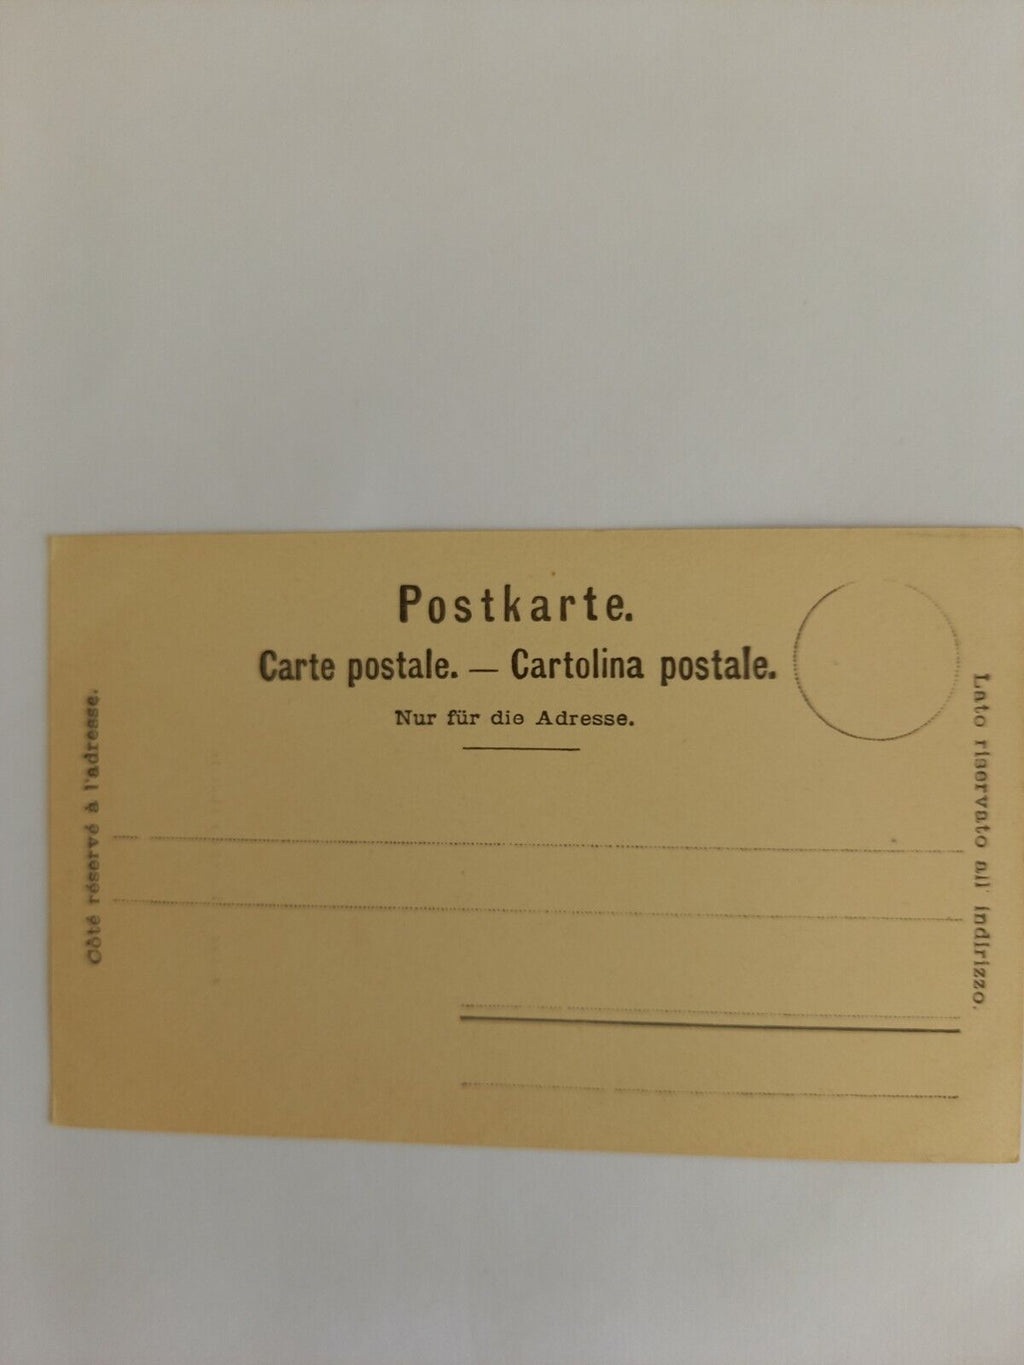 Postkarte.
Carte postale. — Cartolina postale.
Nur für die Adresse.
Côté réservé à l'adresse.
Lato riservato all' indirizzo.